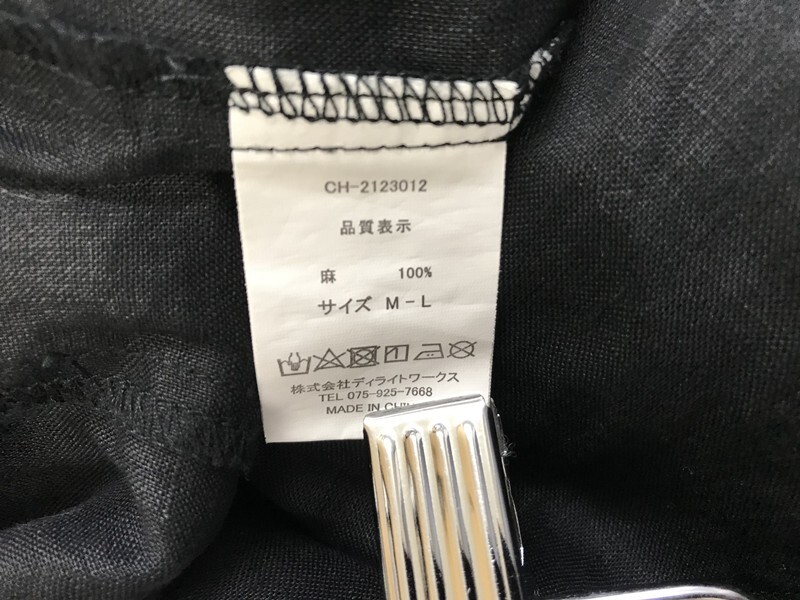 CH-2123012
品質表示
麻 100%
サイズ M-L
株式会社ディライトワークス
TEL 075-925-7668
MADE IN